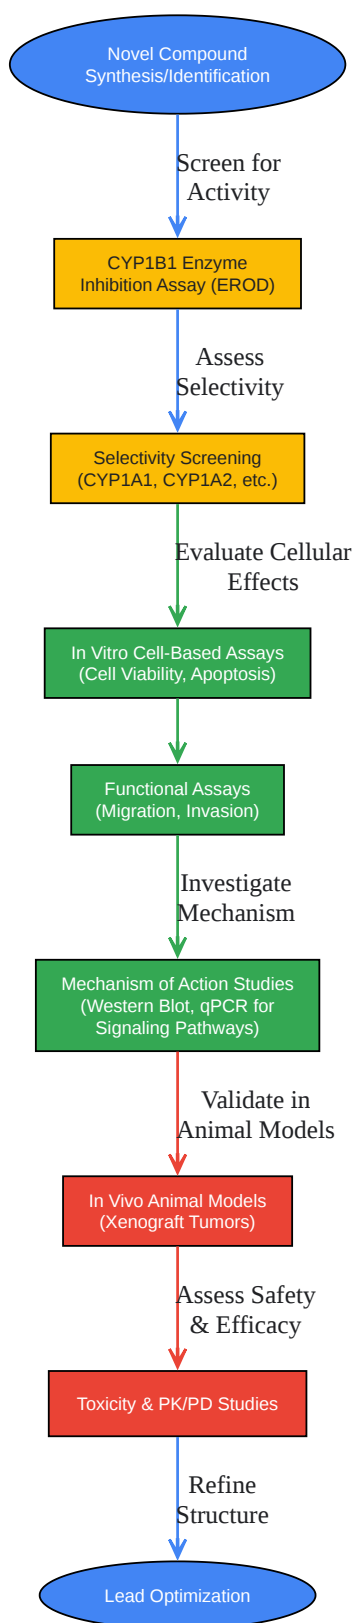 Novel Compound
Synthesis/Identification
Screen for
Activity
CYP1B1 Enzyme
Inhibition Assay (EROD)
Assess
Selectivity
Selectivity Screening
(CYP1A1, CYP1A2, etc.)
Evaluate Cellular
Effects
In Vitro Cell-Based Assays
(Cell Viability, Apoptosis)
Functional Assays
(Migration, Invasion)
Investigate
Mechanism
Mechanism of Action Studies
(Western Blot, qPCR for
Signaling Pathways)
Validate in
Animal Models
In Vivo Animal Models
(Xenograft Tumors)
Assess Safety
& Efficacy
Toxicity & PK/PD Studies
Refine
Structure
Lead Optimization